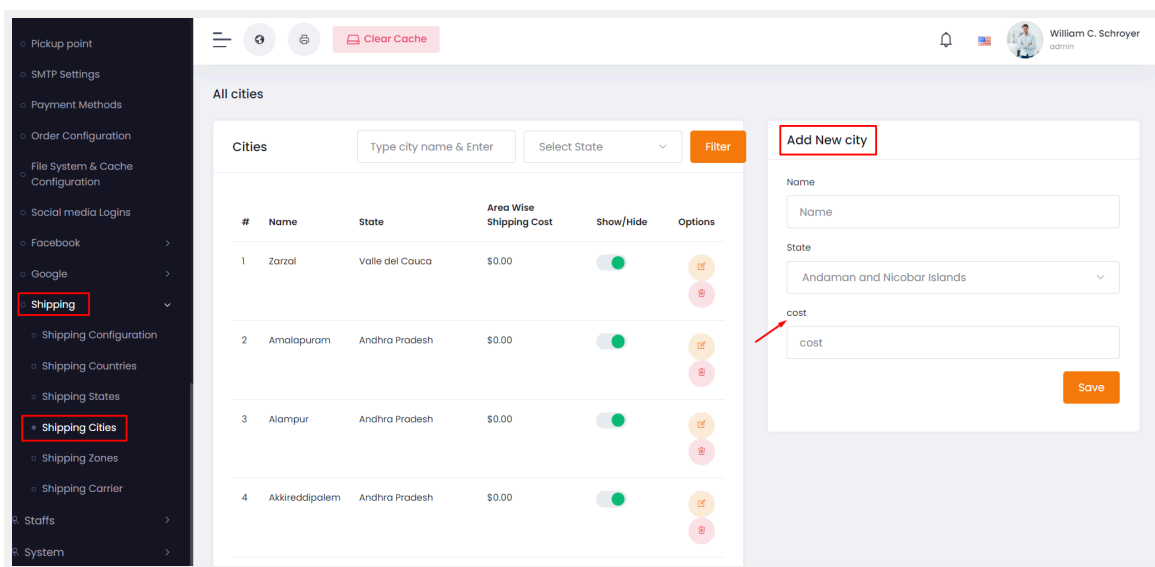 Pickup point
SMTP Settings
Payment Methods
Order Configuration
File System & Cache
Configuration
Social media Logins
Facebook
Google
Shipping
Shipping Configuration
Shipping Countries
Shipping States
Shipping Cities
Shipping Zones
Shipping Carrier
Staffs
System
Clear Cache
William C. Schroyer
admin
All cities
Cities
Type city name & Enter
Select State
Filter
# Name State Area Wise Shipping Cost Show/Hide Options
1 Zarzal Valle del Cauca $0.00
2 Amalapuram Andhra Pradesh $0.00
3 Alampur Andhra Pradesh $0.00
4 Akkireddipalem Andhra Pradesh $0.00
Add New city
Name
Name
State
Andaman and Nicobar Islands
cost
cost
Save